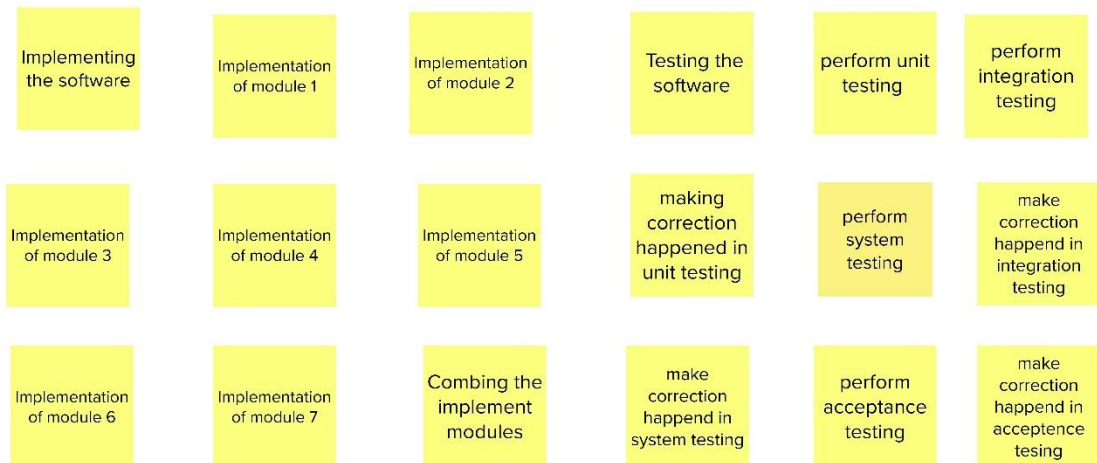 Implementing
the software
Implementation
of module 1
Implementation
of module 2
Testing the
software
perform unit
testing
perform
integration
testing
Implementation
of module 3
Implementation
of module 4
Implementation
of module 5
making
correction
happened in
unit testing
perform
system
testing
make
correction
happend in
integration
testing
Implementation
of module 6
Implementation
of module 7
Combing the
implement
modules
make
correction
happend in
system testing
perform
acceptance
testing
make
correction
happend in
acceptence
tesing